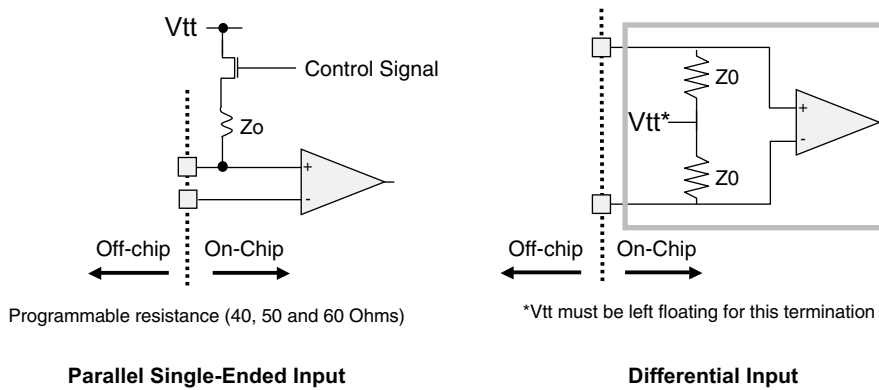 Vtt
Control Signal
Zo
+
-
Off-chip
On-Chip
Programmable resistance (40, 50 and 60 Ohms)
Parallel Single-Ended Input
Z0
Vtt*
Z0
+
-
Off-chip
On-Chip
*Vtt must be left floating for this termination
Differential Input